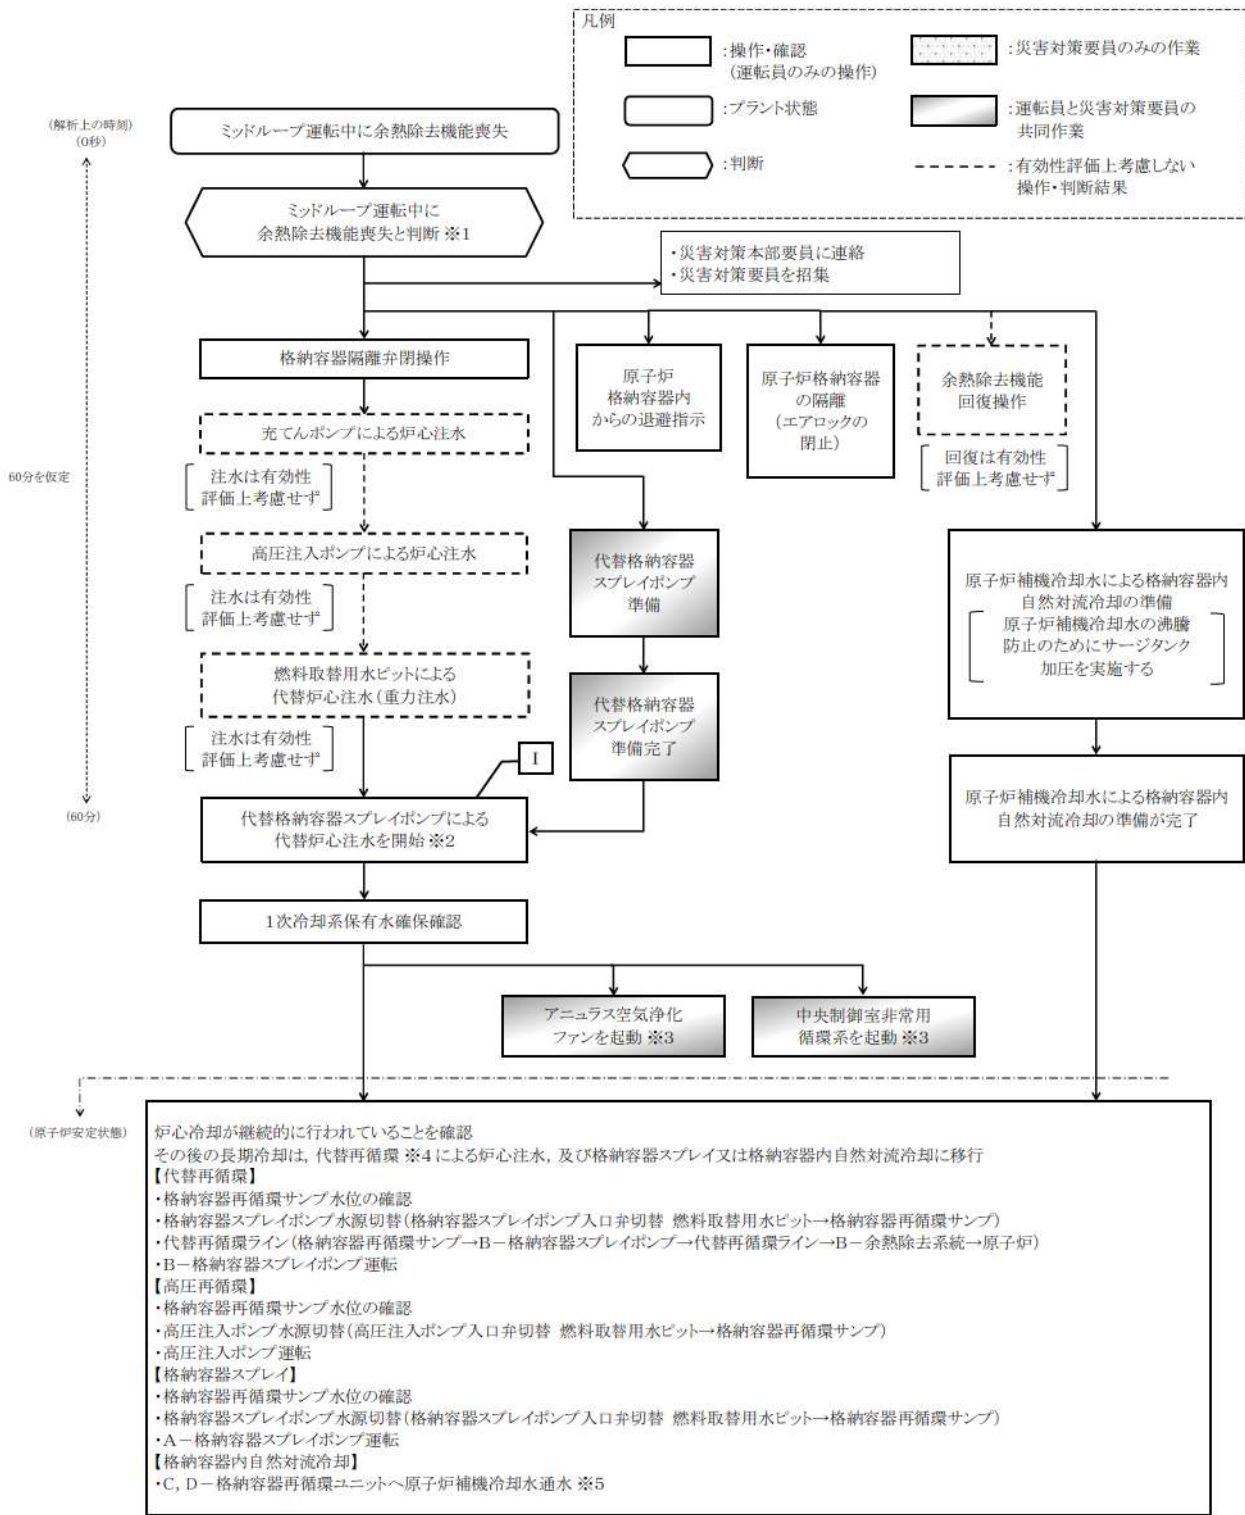 凡例
:操作・確認
(運転員のみの操作)
:災害対策要員のみの作業
:プラント状態
:運転員と災害対策要員の
共同作業
:判断
:有効性評価上考慮しない
操作・判断結果
(解析上の時刻)
(0秒)
ミッドループ運転中に余熱除去機能喪失
ミッドループ運転中に
余熱除去機能喪失と判断 ※1
・災害対策本部要員に連絡
・災害対策要員を招集
格納容器隔離弁閉操作
原子炉
格納容器内
からの退避指示
原子炉格納容器
の隔離
(エアロックの
閉止)
余熱除去機能
回復操作
回復は有効性
評価上考慮せず
充てんポンプによる炉心注水
注水は有効性
評価上考慮せず
60分を仮定
高圧注入ポンプによる炉心注水
注水は有効性
評価上考慮せず
代替格納容器
スプレイポンプ
準備
原子炉補機冷却水による格納容器内
自然対流冷却の準備
原子炉補機冷却水の沸騰
防止のためにサージタンク
加圧を実施する
燃料取替用水ピットによる
代替炉心注水(重力注水)
注水は有効性
評価上考慮せず
代替格納容器
スプレイポンプ
準備完了
I
(60分)
代替格納容器スプレイポンプによる
代替炉心注水を開始 ※2
原子炉補機冷却水による格納容器内
自然対流冷却の準備が完了
1次冷却系保有水確保確認
アニュラス空気浄化
ファンを起動 ※3
中央制御室非常用
循環系を起動 ※3
(原子炉安定状態)
炉心冷却が継続的に行われていることを確認
その後の長期冷却は, 代替再循環 ※4 による炉心注水, 及び格納容器スプレイ又は格納容器内自然対流冷却に移行
【代替再循環】
・格納容器再循環サンプ水位の確認
・格納容器スプレイポンプ水源切替(格納容器スプレイポンプ入口弁切替 燃料取替用水ピット→格納容器再循環サンプ)
・代替再循環ライン(格納容器再循環サンプ→B-格納容器スプレイポンプ→代替再循環ライン→B-余熱除去系統→原子炉)
・B-格納容器スプレイポンプ運転
【高圧再循環】
・格納容器再循環サンプ水位の確認
・高圧注入ポンプ水源切替(高圧注入ポンプ入口弁切替 燃料取替用水ピット→格納容器再循環サンプ)
・高圧注入ポンプ運転
【格納容器スプレイ】
・格納容器再循環サンプ水位の確認
・格納容器スプレイポンプ水源切替(格納容器スプレイポンプ入口弁切替 燃料取替用水ピット→格納容器再循環サンプ)
・A-格納容器スプレイポンプ運転
【格納容器内自然対流冷却】
・C, D-格納容器再循環ユニットへ原子炉補機冷却水通水 ※5